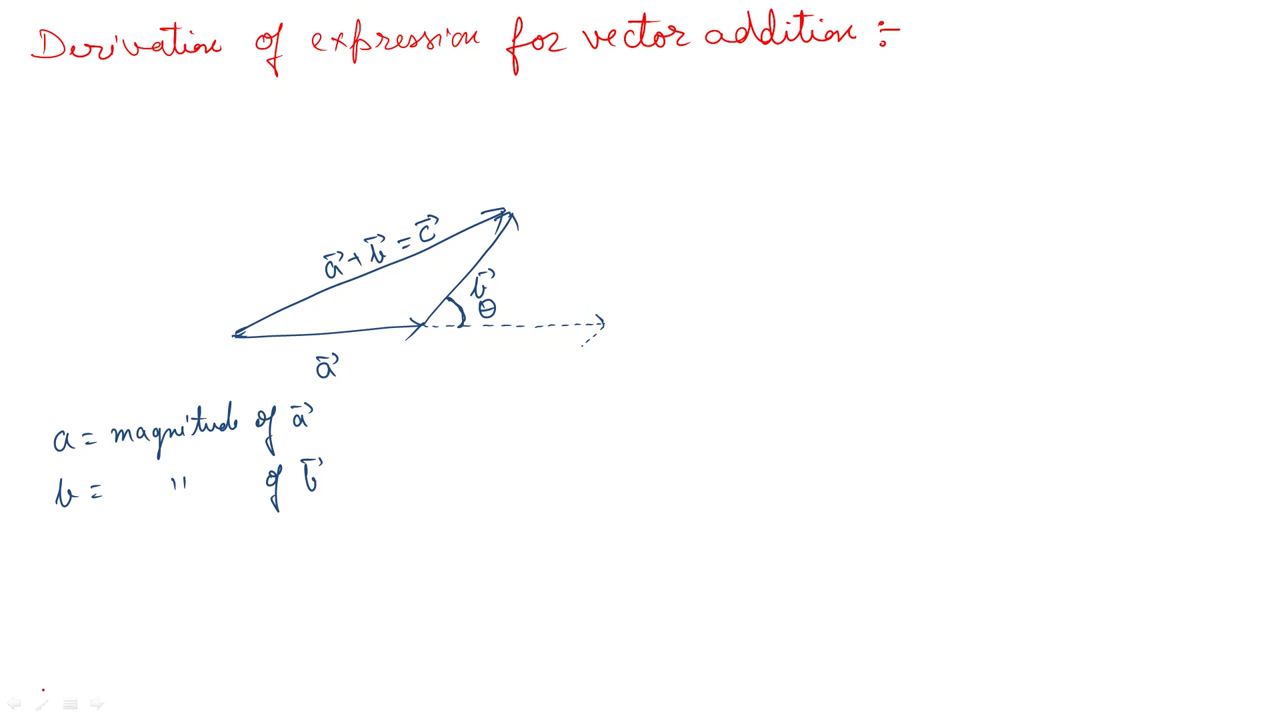 Derivation of expression for vector addition :-
a⃗ + b⃗ = c⃗
b⃗
θ
a⃗
a = magnitude of a⃗
b = " of b⃗